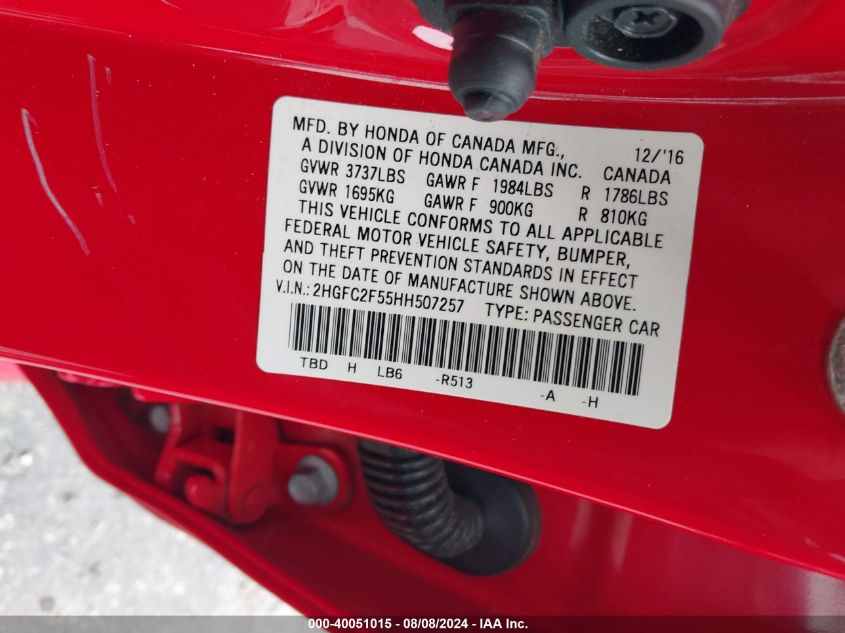 MFD. BY HONDA OF CANADA MFG., 12/'16
A DIVISION OF HONDA CANADA INC. CANADA
GVWR 3737LBS GAWR F 1984LBS R 1786LBS
GVWR 1695KG GAWR F 900KG R 810KG
THIS VEHICLE CONFORMS TO ALL APPLICABLE
FEDERAL MOTOR VEHICLE SAFETY, BUMPER,
AND THEFT PREVENTION STANDARDS IN EFFECT
ON THE DATE OF MANUFACTURE SHOWN ABOVE.
V.I.N.: 2HGFC2F55HH507257 TYPE: PASSENGER CAR
TBD H LB6 -R513 -A -H
000-40051015 - 08/08/2024 - IAA Inc.